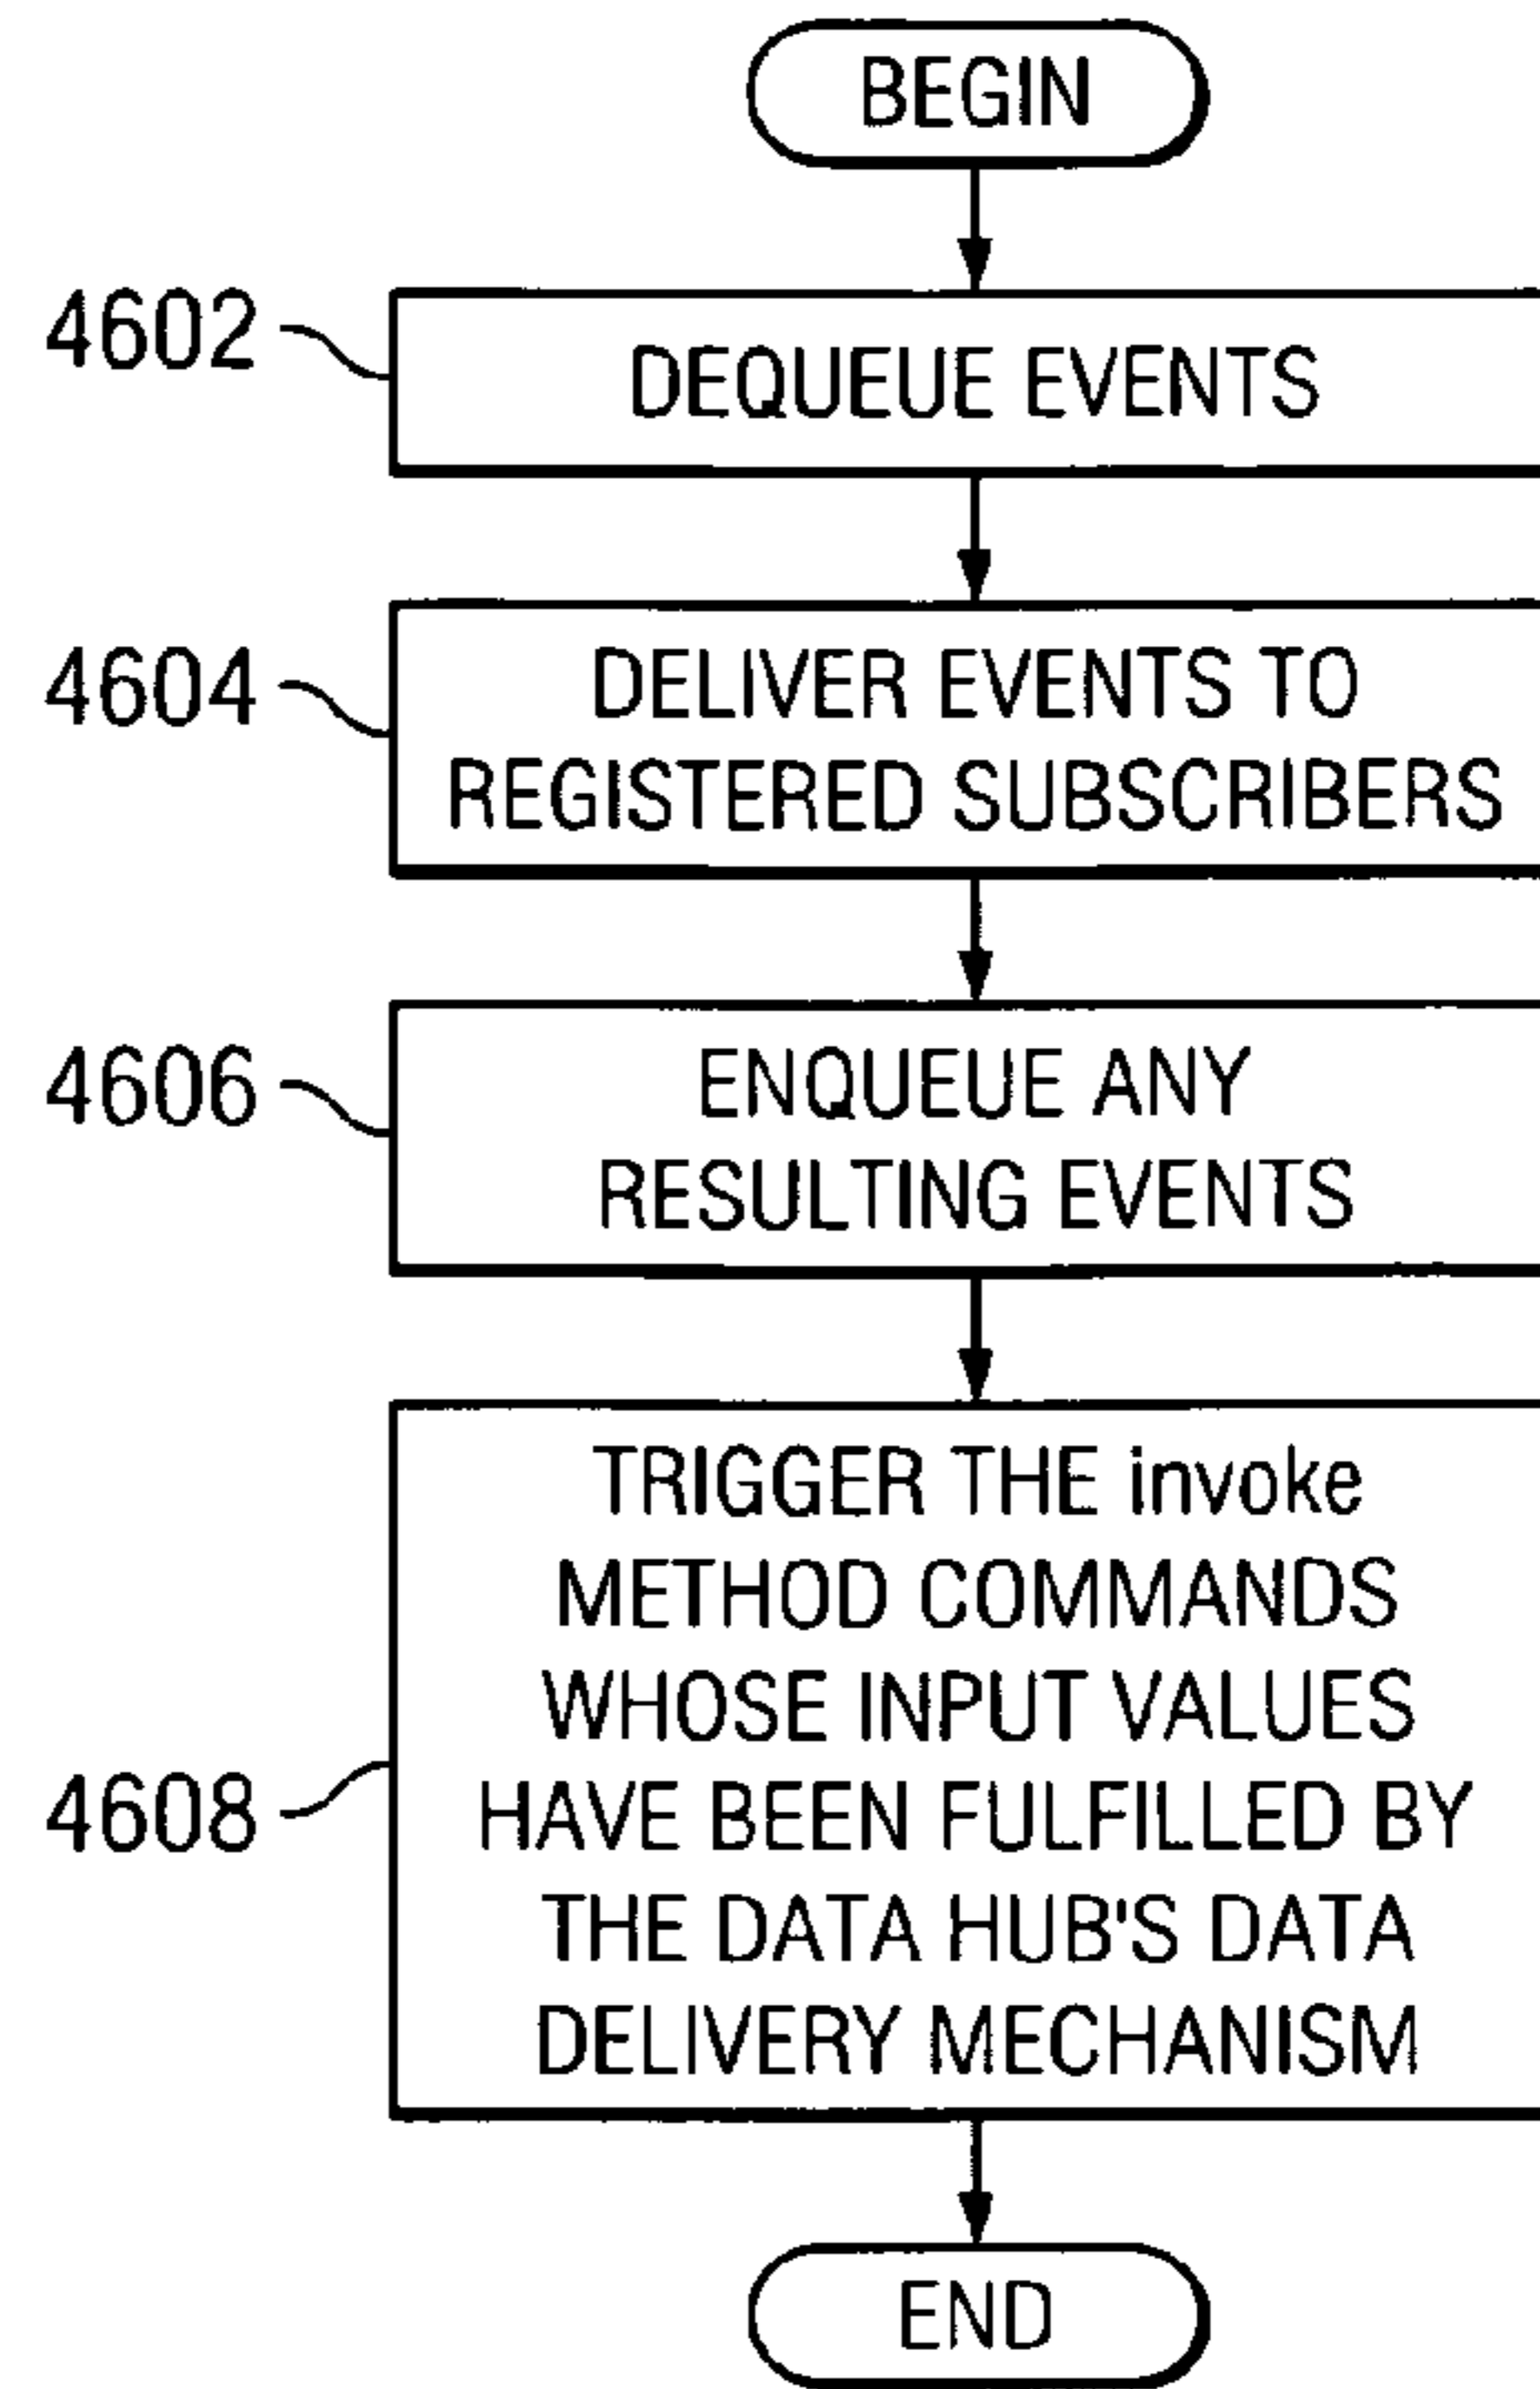 BEGIN
4602
DEQUEUE EVENTS
4604
DELIVER EVENTS TO
REGISTERED SUBSCRIBERS
4606
ENQUEUE ANY
RESULTING EVENTS
4608
TRIGGER THE invoke
METHOD COMMANDS
WHOSE INPUT VALUES
HAVE BEEN FULFILLED BY
THE DATA HUB'S DATA
DELIVERY MECHANISM
END